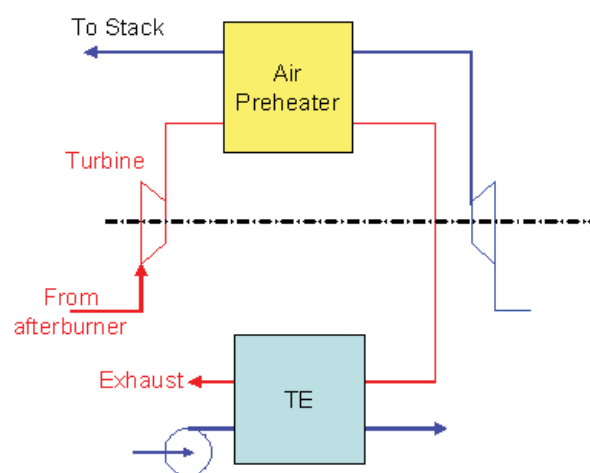 To Stack
Air
Preheater
Turbine
From
afterburner
Exhaust
TE